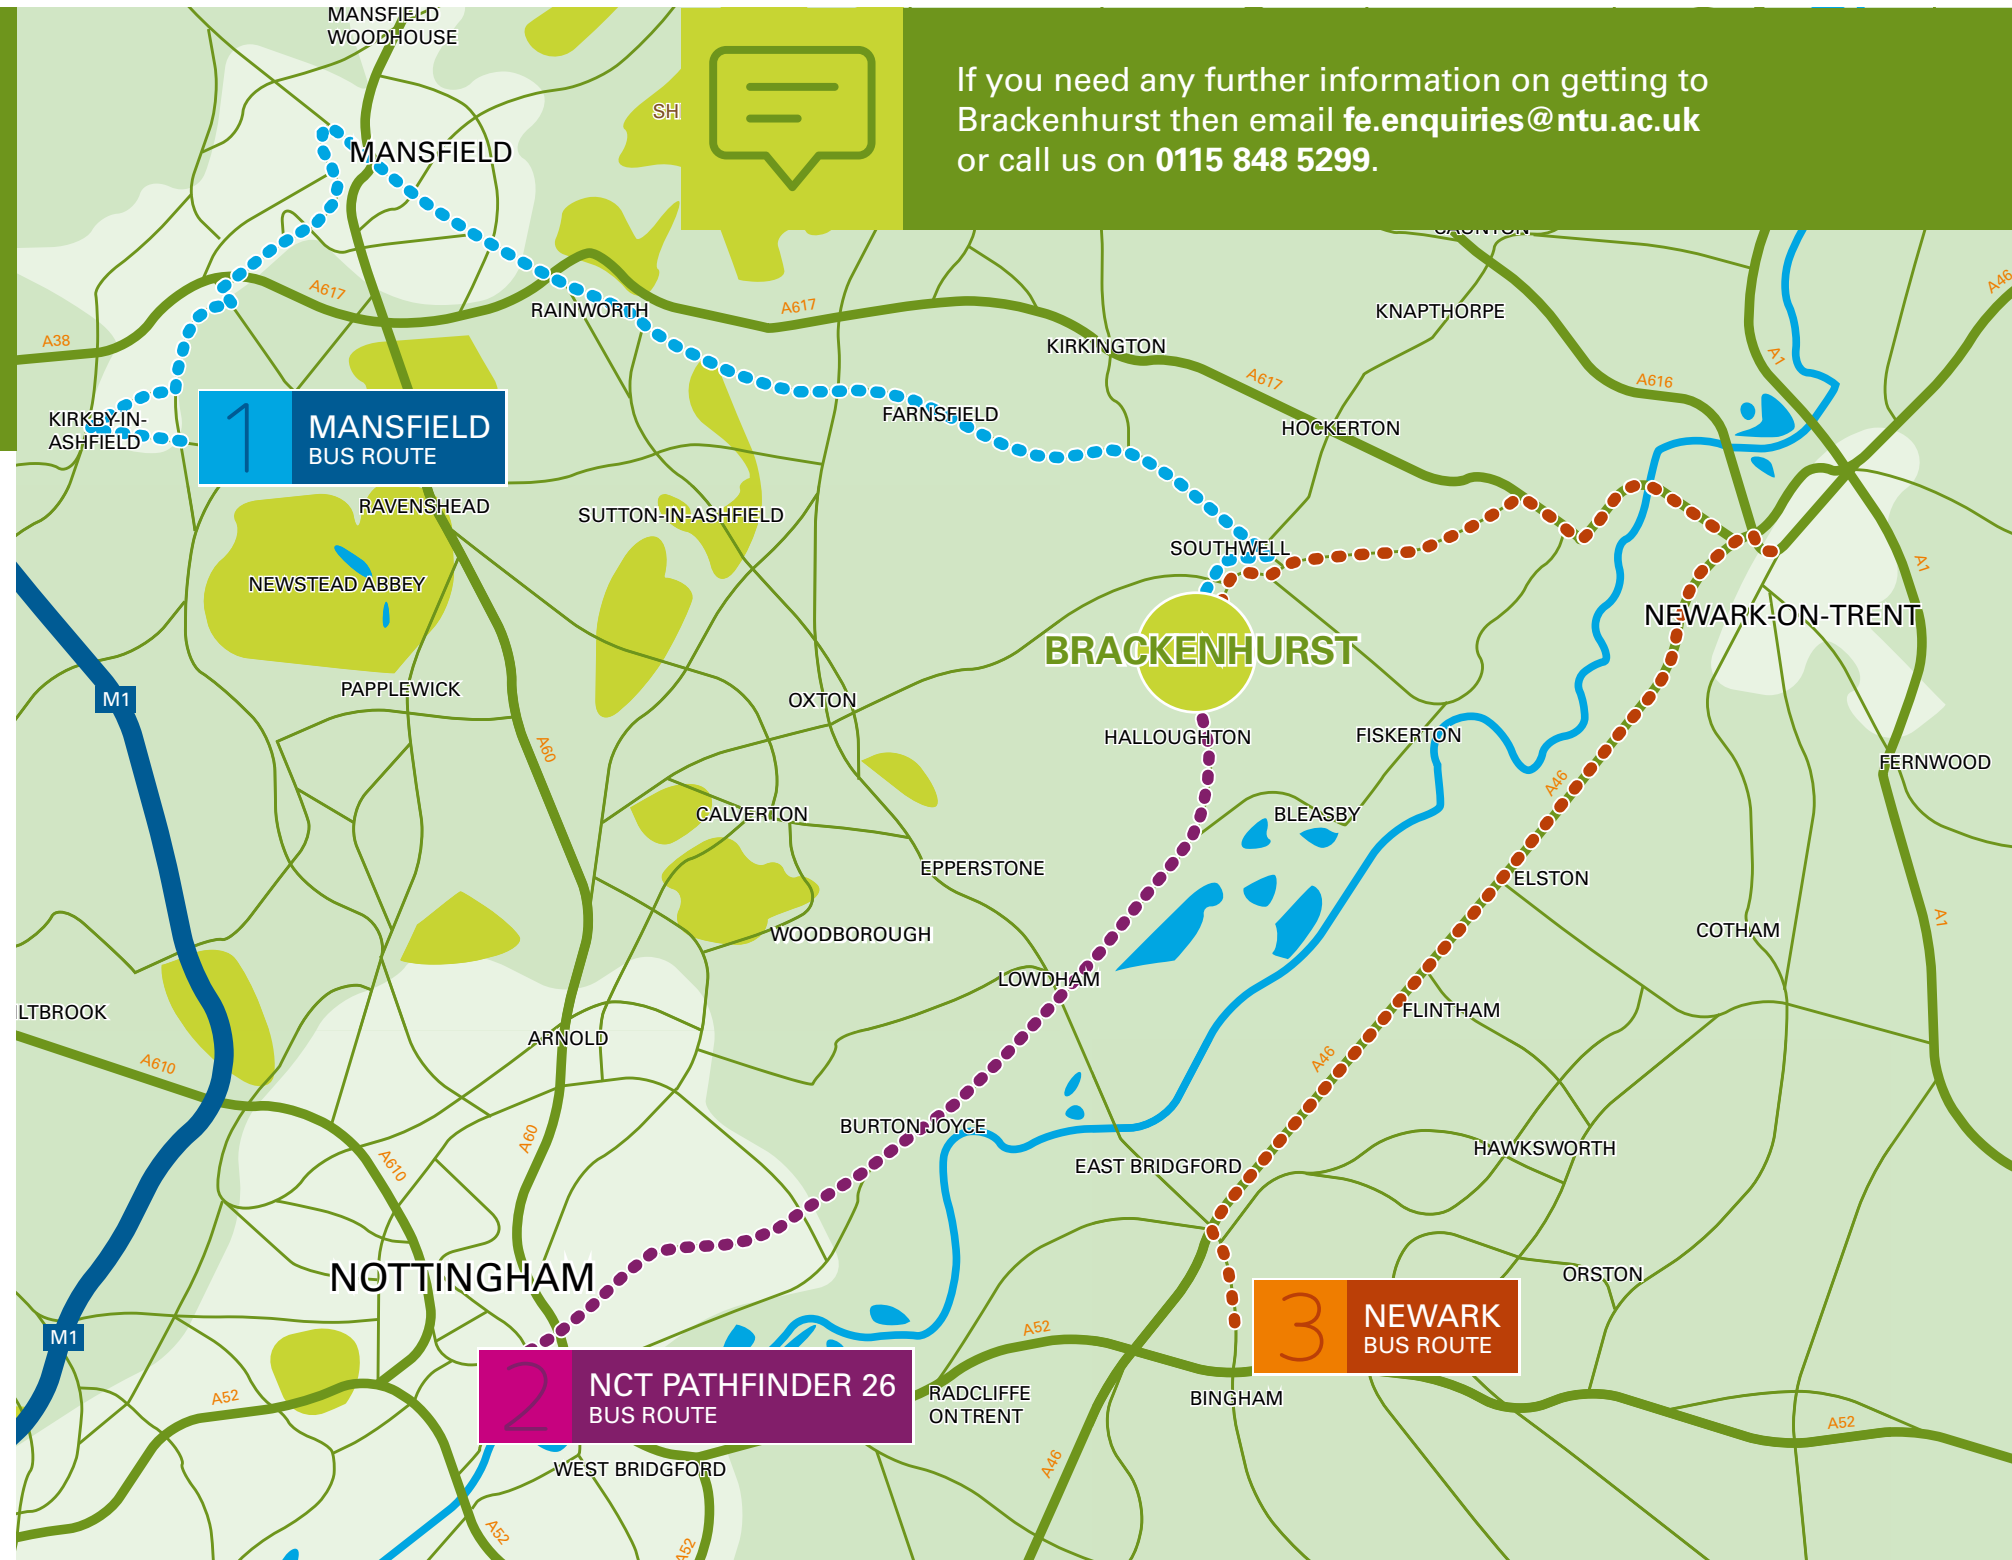 MANSFIELD
WOODHOUSE
If you need any further information on getting to
Brackenhurst then email fe.enquiries@ntu.ac.uk
or call us on 0115 848 5299.
SH
MANSFIELD
A617
RAINWORTH
A617
KNAPTHORPE
A46
A38
KIRKINGTON
A1
A617
A616
KIRKBY-IN-
ASHFIELD
1
MANSFIELD
BUS ROUTE
FARNSFIELD
HOCKERTON
RAVENSHEAD
SUTTON-IN-ASHFIELD
SOUTHWELL
A1
NEWSTEAD ABBEY
NEWARK-ON-TRENT
BRACKENHURST
M1
PAPPLEWICK
OXTON
A60
HALLOUGHTON
FISKERTON
FERNWOOD
A46
CALVERTON
BLEASBY
EPPERSTONE
ELSTON
A1
WOODBOROUGH
COTHAM
LOWDHAM
ILTBROOK
FLINTHAM
ARNOLD
A610
A46
BURTON JOYCE
A60
HAWKSWORTH
A610
EAST BRIDGFORD
NOTTINGHAM
ORSTON
M1
A52
3
NEWARK
BUS ROUTE
2
NCT PATHFINDER 26
BUS ROUTE
A52
RADCLIFFE
ON TRENT
BINGHAM
A52
WEST BRIDGFORD
A46
A52
A52